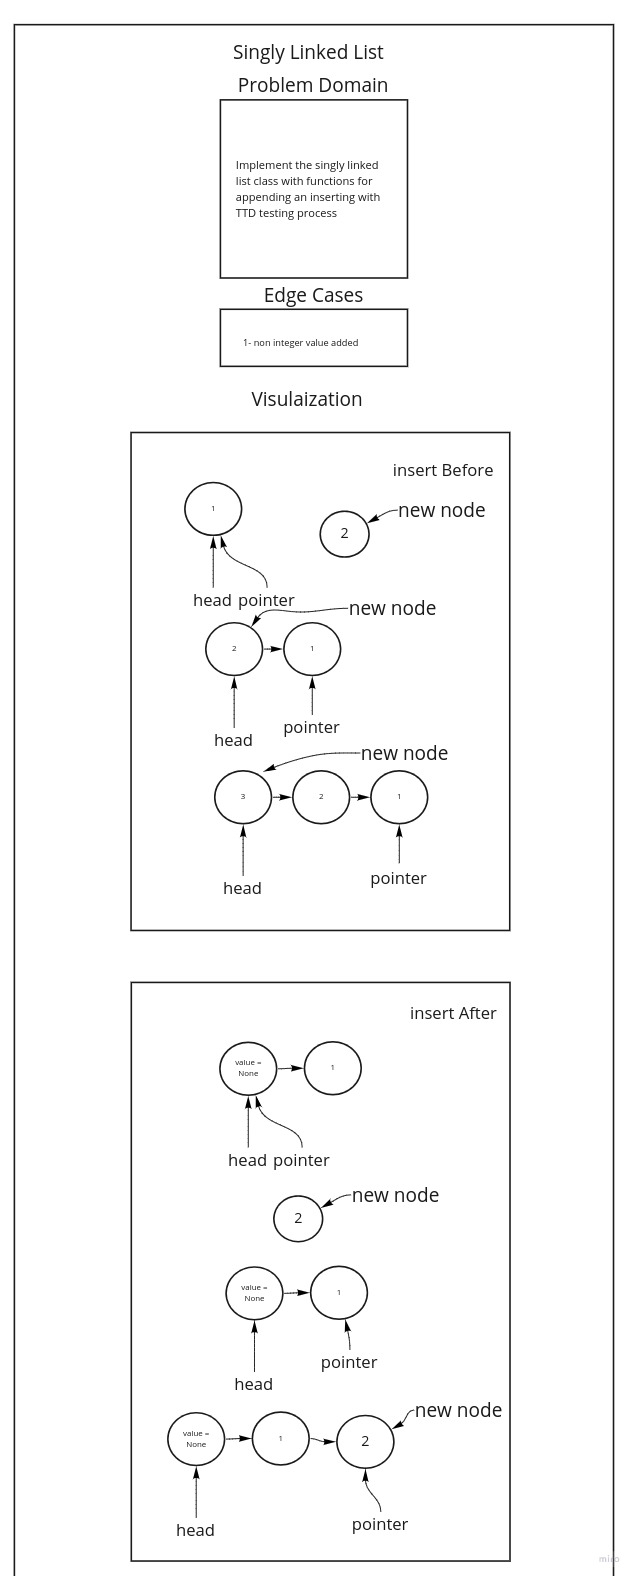 Singly Linked List
Problem Domain
Implement the singly linked
list class with functions for
appending an inserting with
TTD testing process
Edge Cases
1- non integer value added
Visulaization
insert Before
1
new node
2
head pointer
new node
2
1
pointer
head
new node
3
2
1
pointer
head
insert After
value =
None
1
head pointer
new node
2
value =
None
1
pointer
head
new node
value =
None
1
2
pointer
head
miro